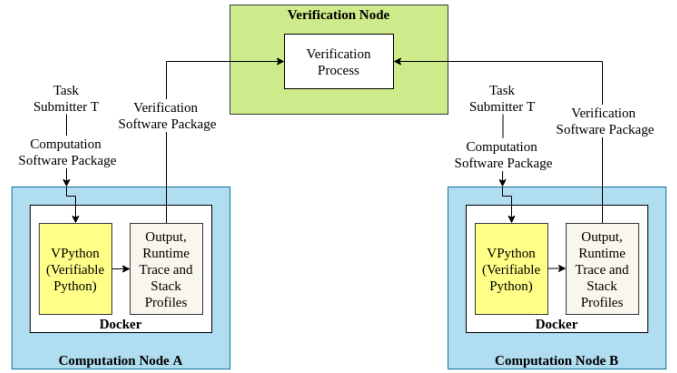 Verification Node
Verification
Process
Task
Submitter T
Computation
Software Package
Verification
Software Package
VPython
(Verifiable
Python)
Output,
Runtime
Trace and
Stack
Profiles
Docker
Computation Node A
Task
Submitter T
Computation
Software Package
Verification
Software Package
VPython
(Verifiable
Python)
Output,
Runtime
Trace and
Stack
Profiles
Docker
Computation Node B